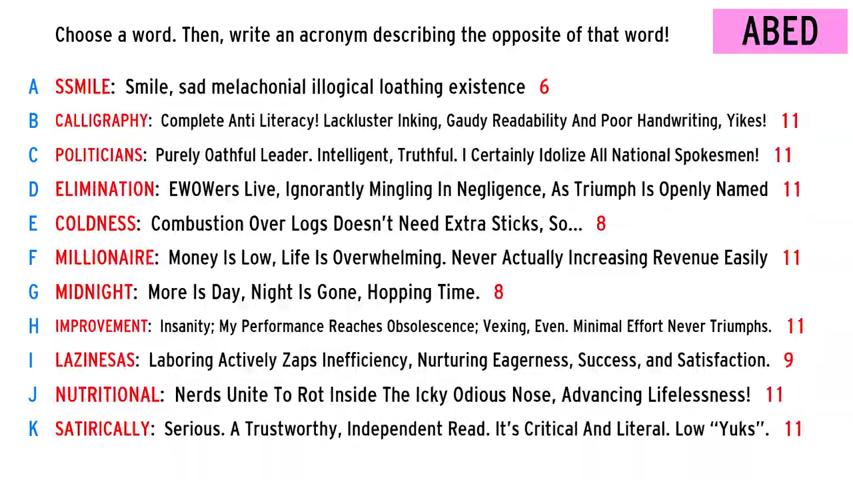 Choose a word. Then, write an acronym describing the opposite of that word!
ABED
A SSMILE: Smile, sad melachonial illogical loathing existence 6
B CALLIGRAPHY: Complete Anti Literacy! Lackluster Inking, Gaudy Readability And Poor Handwriting, Yikes! 11
C POLITICIANS: Purely Oathful Leader. Intelligent, Truthful. I Certainly Idolize All National Spokesmen! 11
D ELIMINATION: EWOWers Live, Ignorantly Mingling In Negligence, As Triumph Is Openly Named 11
E COLDNESS: Combustion Over Logs Doesn't Need Extra Sticks, So... 8
F MILLIONAIRE: Money Is Low, Life Is Overwhelming. Never Actually Increasing Revenue Easily 11
G MIDNIGHT: More Is Day, Night Is Gone, Hopping Time. 8
H IMPROVEMENT: Insanity; My Performance Reaches Obsolescence; Vexing, Even. Minimal Effort Never Triumphs. 11
I LAZINESAS: Laboring Actively Zaps Inefficiency, Nurturing Eagerness, Success, and Satisfaction. 9
J NUTRITIONAL: Nerds Unite To Rot Inside The Icky Odious Nose, Advancing Lifelessness! 11
K SATIRICALLY: Serious. A Trustworthy, Independent Read. It's Critical And Literal. Low "Yuks". 11